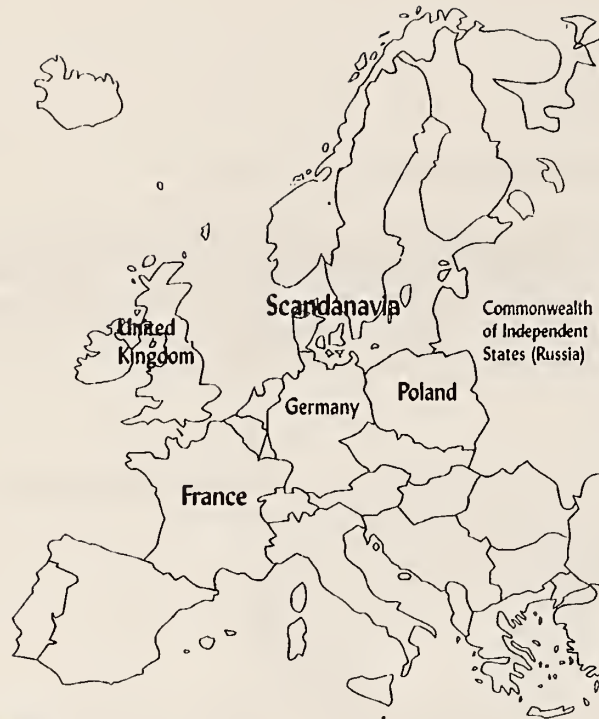 Scandanavia
United
Kingdom
Commonwealth
of Independent
States (Russia)
Germany
Poland
France